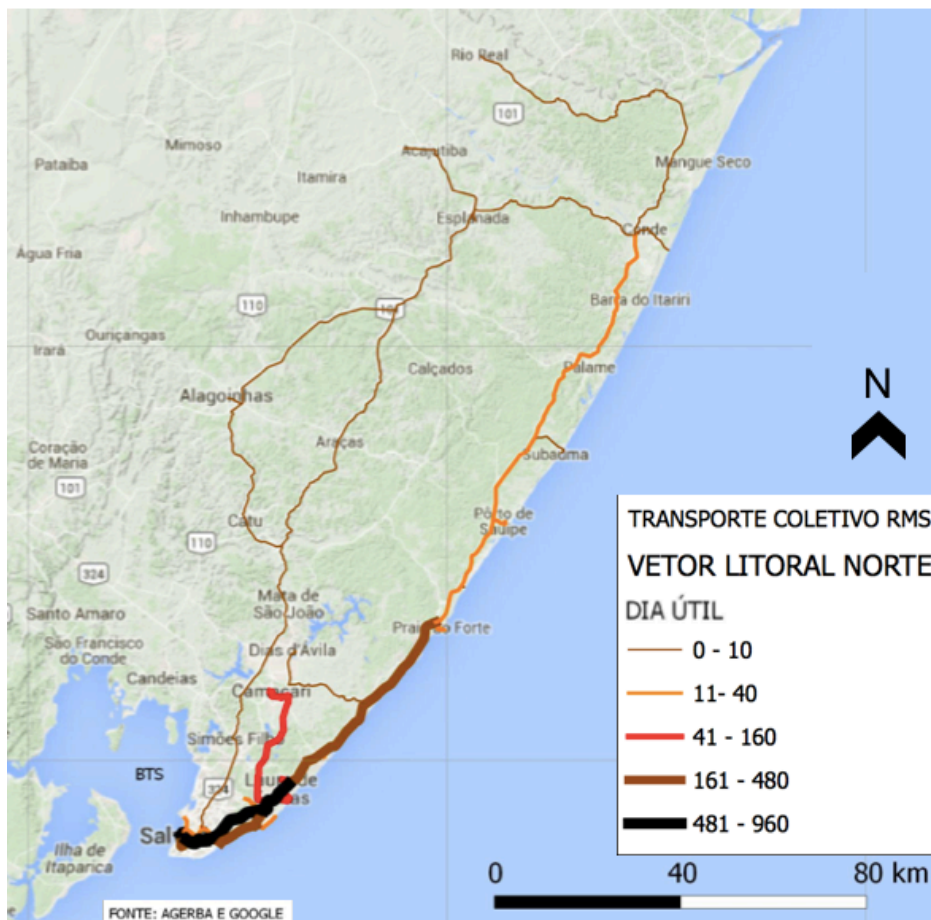 Rio Real
101
Acajutiba
Mimoso
Pataiba
Itamira
Mangue Seco
Inhambupe
Esplanada
Conde
Água Fria
110
Barra do Itariri
101
Ouriçangas
Irará
Calçados
Palame
Alagoinhas
N
Araças
Coração
de Maria
Subaúma
101
Catu
Pôrto de
Sauipe
110
324
Mata de
São João
Santo Amaro
Praia do Forte
São Francisco
do Conde
Dias d'Ávila
Candeias
Camaçari
Simões Filho
BTS
324
Ilha de
Itaparica
TRANSPORTE COLETIVO RMS
VETOR LITORAL NORTE
DIA ÚTIL
0 - 10
11- 40
41 - 160
161 - 480
481 - 960
0 40 80 km
FONTE: AGERBA E GOOGLE